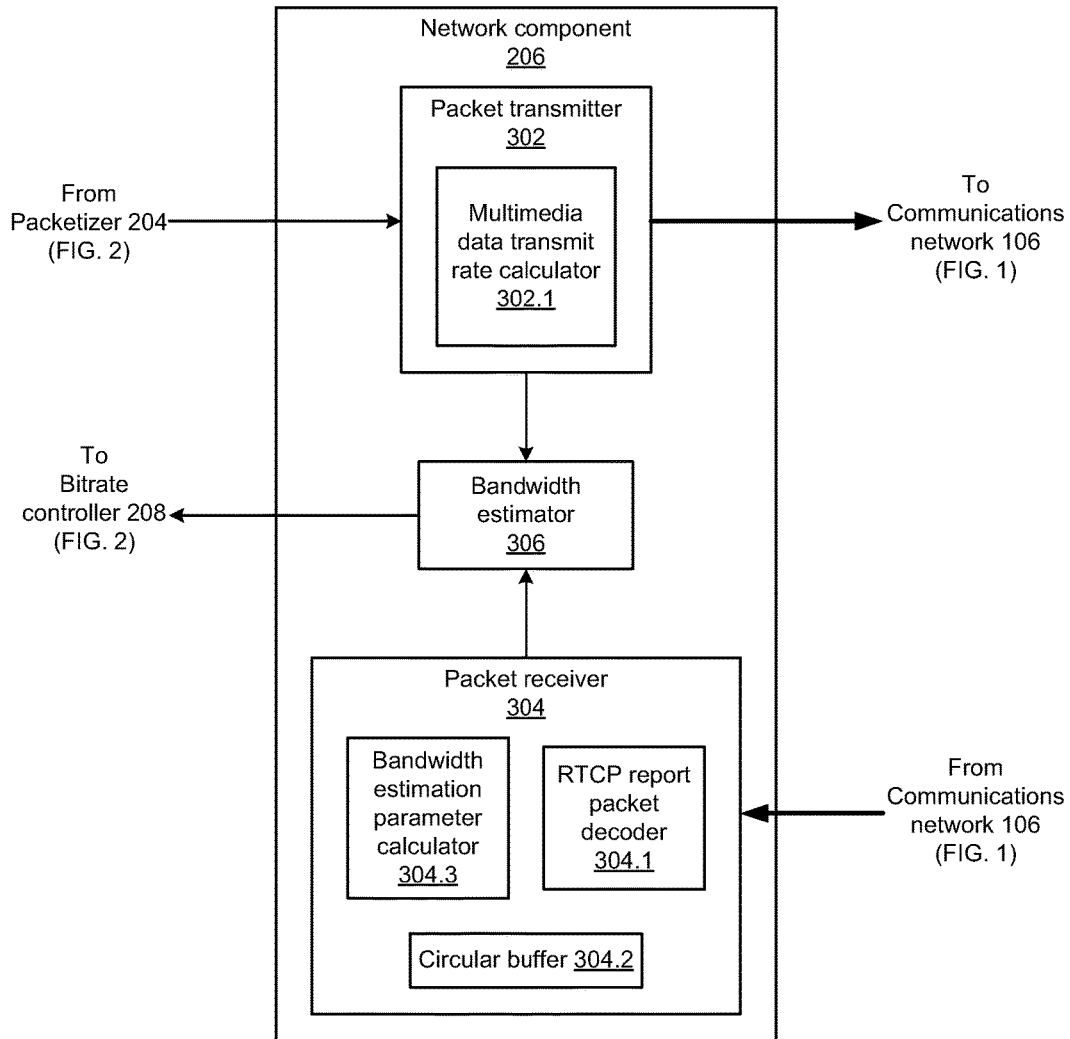 Network component
206
Packet transmitter
302
Multimedia
data transmit
rate calculator
302.1
From
Packetizer 204
(FIG. 2)
To
Communications
network 106
(FIG. 1)
To
Bitrate
controller 208
(FIG. 2)
Bandwidth
estimator
306
Packet receiver
304
Bandwidth
estimation
parameter
calculator
304.3
RTCP report
packet
decoder
304.1
From
Communications
network 106
(FIG. 1)
Circular buffer 304.2